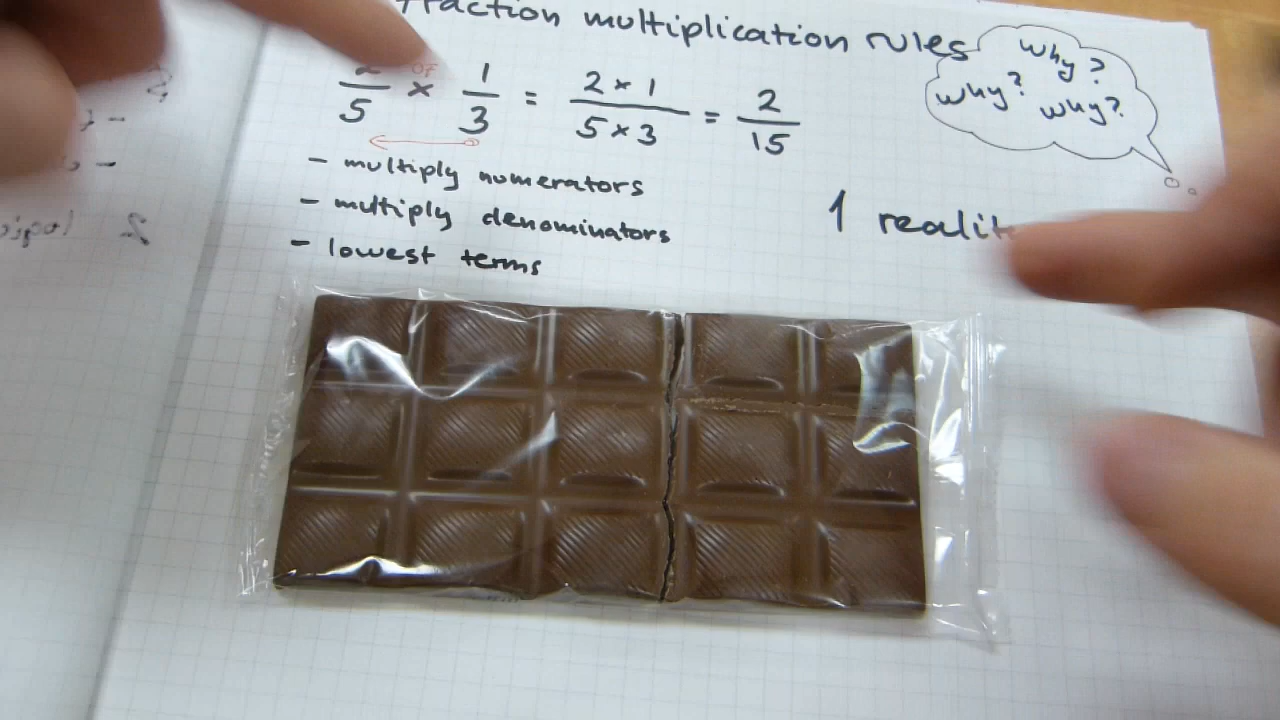 fraction multiplication rules
2/5 × 1/3 = 2 × 1 / 5 × 3 = 2/15
OF
- multiply numerators
- multiply denominators
- lowest terms
why?
why? why?
1 realit
2